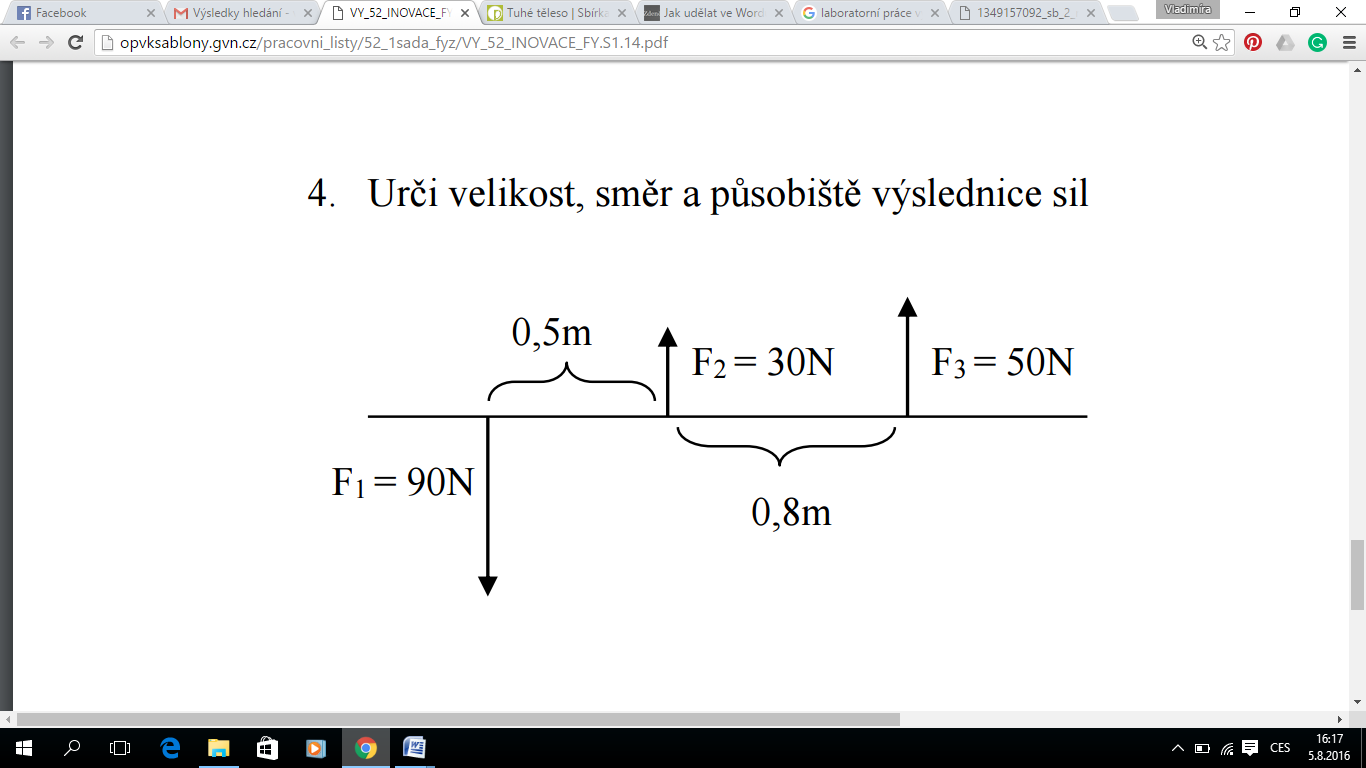 Facebook
Výsledky hledání -
VY_52_INOVACE_F
Tuhé těleso | Sbírka
Jak udělat ve Word
laboratorní práce v
1349157092_sb_2_
Vladimíra
opvksablony.gvn.cz/pracovni_listy/52_1sada_fyz/VY_52_INOVACE_FY.S1.14.pdf
4. Urči velikost, směr a působiště výslednice sil
0,5m
F2 = 30N
F3 = 50N
F1 = 90N
0,8m
CES
16:17
5.8.2016